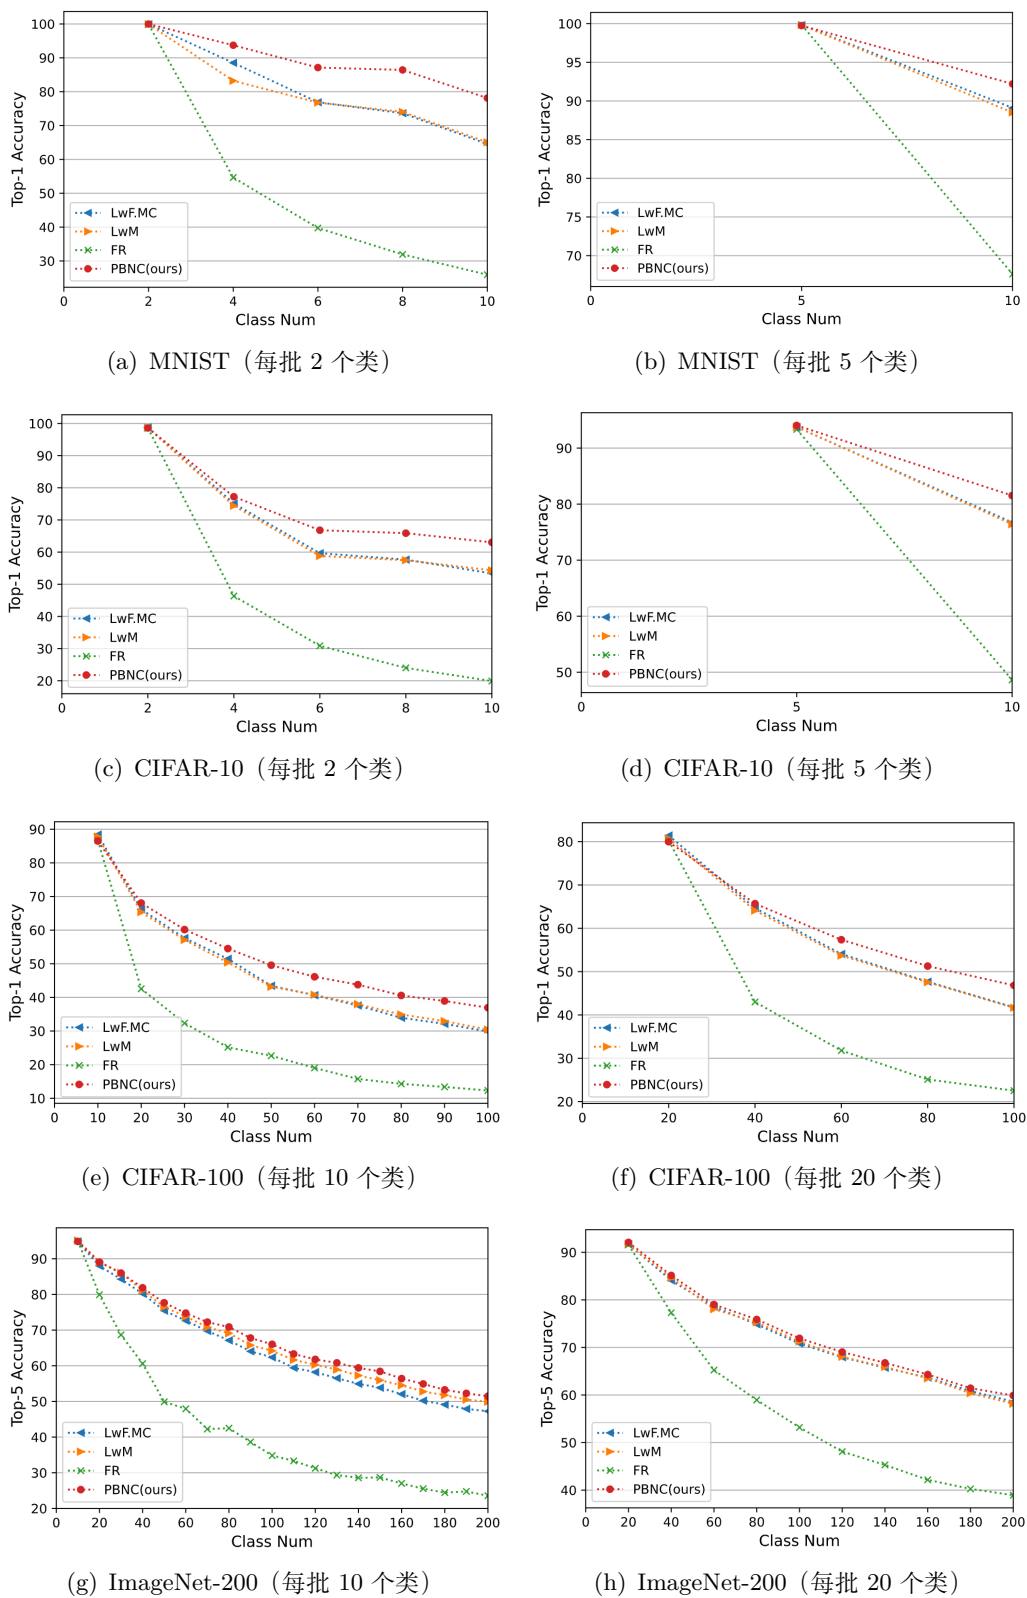 100
90
80
70
60
50
40
30
Top-1 Accuracy
LwF.MC
LwM
FR
PBNC(ours)
0 2 4 6 8 10
Class Num
(a) MNIST（每批 2 个类）
100
95
90
85
80
75
70
Top-1 Accuracy
LwF.MC
LwM
FR
PBNC(ours)
0 5 10
Class Num
(b) MNIST（每批 5 个类）
100
90
80
70
60
50
40
30
20
Top-1 Accuracy
LwF.MC
LwM
FR
PBNC(ours)
0 2 4 6 8 10
Class Num
(c) CIFAR-10（每批 2 个类）
90
80
70
60
50
Top-1 Accuracy
LwF.MC
LwM
FR
PBNC(ours)
0 5 10
Class Num
(d) CIFAR-10（每批 5 个类）
90
80
70
60
50
40
30
20
10
Top-1 Accuracy
LwF.MC
LwM
FR
PBNC(ours)
0 10 20 30 40 50 60 70 80 90 100
Class Num
(e) CIFAR-100（每批 10 个类）
80
70
60
50
40
30
20
Top-1 Accuracy
LwF.MC
LwM
FR
PBNC(ours)
0 20 40 60 80 100
Class Num
(f) CIFAR-100（每批 20 个类）
90
80
70
60
50
40
30
20
Top-5 Accuracy
LwF.MC
LwM
FR
PBNC(ours)
0 20 40 60 80 100 120 140 160 180 200
Class Num
(g) ImageNet-200（每批 10 个类）
90
80
70
60
50
40
Top-5 Accuracy
LwF.MC
LwM
FR
PBNC(ours)
0 20 40 60 80 100 120 140 160 180 200
Class Num
(h) ImageNet-200（每批 20 个类）